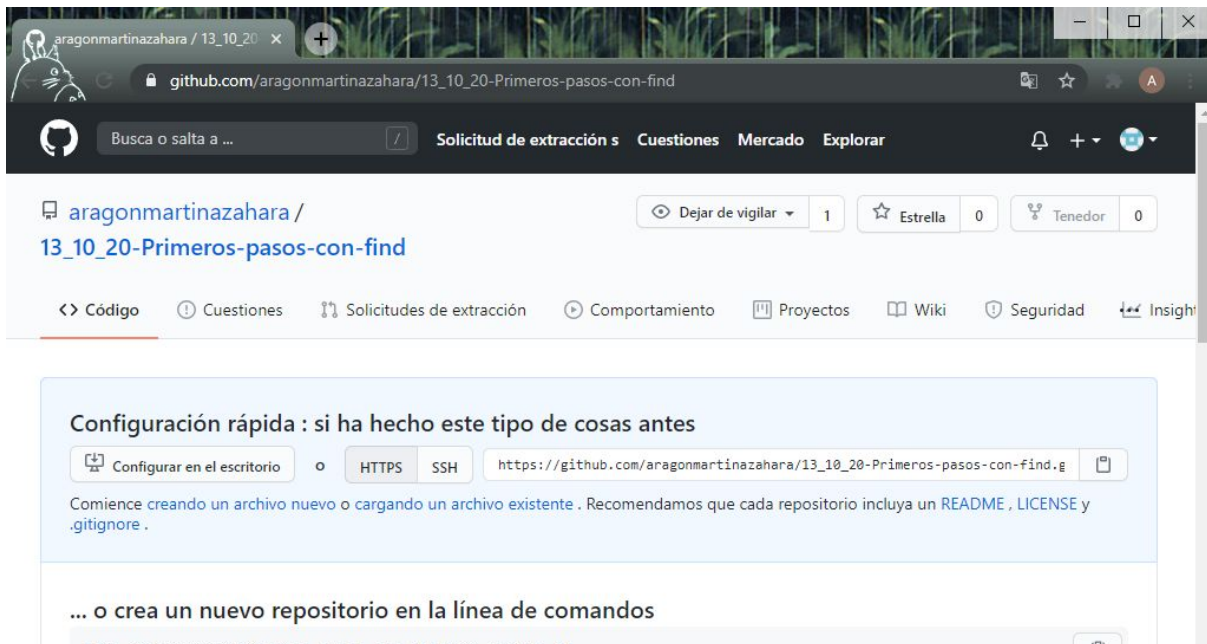 aragonmartinazahara / 13_10_20
github.com/aragonmartinazahara/13_10_20-Primeros-pasos-con-find
A
Busca o salta a ...
/
Solicitud de extracción s Cuestiones Mercado Explorar
aragonmartinazahara /
13_10_20-Primeros-pasos-con-find
Dejar de vigilar 1
Estrella 0
Tenedor 0
Código Cuestiones Solicitudes de extracción Comportamiento Proyectos Wiki Seguridad Insigh
Configuración rápida : si ha hecho este tipo de cosas antes
Configurar en el escritorio o HTTPS SSH https://github.com/aragonmartinazahara/13_10_20-Primeros-pasos-con-find.g
Comience creando un archivo nuevo o cargando un archivo existente . Recomendamos que cada repositorio incluya un README , LICENSE y
.gitignore .
... o crea un nuevo repositorio en la línea de comandos